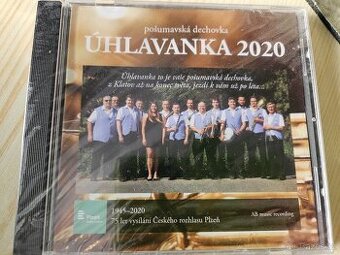 pošumavská dechovka
ÚHLAVANKA 2020
Úhlavanka to je vaše pošumavská dechovka,
z Klatov až na konec světa, jezdí k vám už po léta...
1945-2020
75 let vysílání Českého rozhlasu Plzeň
AB music recording